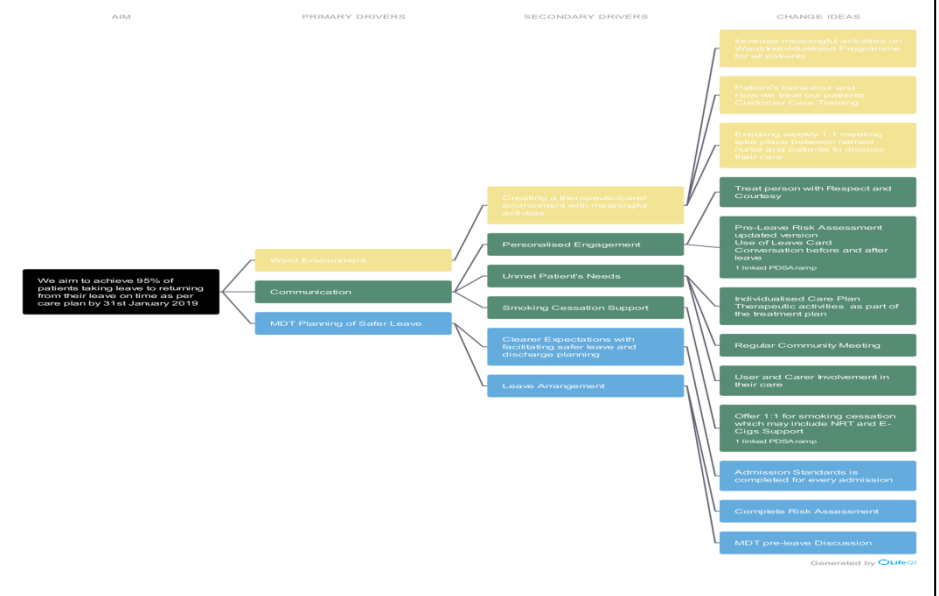 AIM
PRIMARY DRIVERS
SECONDARY DRIVERS
CHANGE IDEAS
We aim to achieve 95% of
patients taking leave to returning
from their leave on time as per
care plan by 31st January 2019
Ward Environment
Communication
MDT Planning of Safer Leave
Creating a therapeutic/carer
environment with meaningful
activities
Personalised Engagement
Unmet Patient's Needs
Smoking Cessation Support
Clearer Expectations with
facilitating safer leave and
discharge planning
Leave Arrangement
Increase meaningful activities on
Ward/Individualised Programme
for all patients
Patient's behaviour and
How we treat our patients
Customer Care Training
Ensuring weekly 1:1 meeting
take place between named
nurse and patients to discuss
their care
Treat person with Respect and
Courtesy
Pre-Leave Risk Assessment
updated version
Use of Leave Card
Conversation before and after
leave
1 linked PDSA ramp
Individualised Care Plan
Therapeutic activities as part of
the treatment plan
Regular Community Meeting
User and Carer Involvement in
their care
Offer 1:1 for smoking cessation
which may include NRT and E-
Cigs Support
1 linked PDSA ramp
Admission Standards is
completed for every admission
Complete Risk Assessment
MDT pre-leave Discussion
Generated by LifeQI